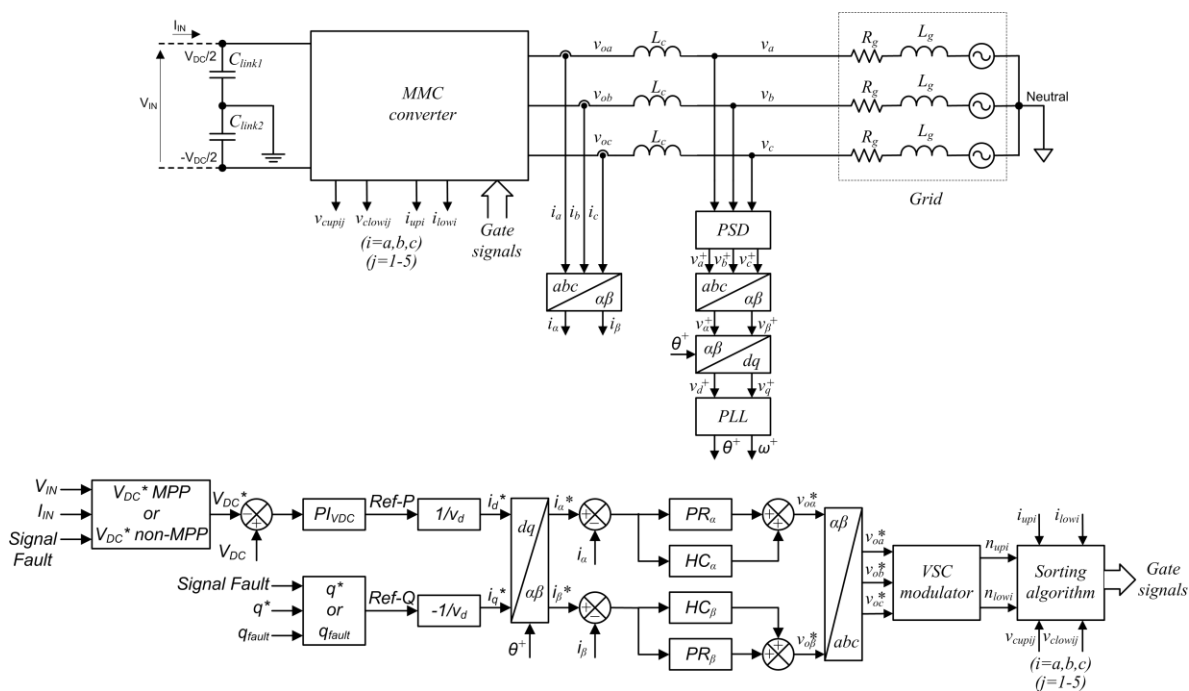 I_IN
V_DC/2
C_link1
V_IN
C_link2
-V_DC/2
MMC
converter
v_oa
L_c
v_a
R_g
L_g
v_ob
L_c
v_b
R_g
L_g
Neutral
v_oc
L_c
v_c
R_g
L_g
Grid
v_cupij
v_clowij
i_upi
i_lowi
(i=a,b,c)
(j=1-5)
Gate
signals
i_a
i_b
i_c
PSD
v_a^+
v_b^+
v_c^+
abc
αβ
i_α
i_β
abc
αβ
v_α^+
v_β^+
θ^+
αβ
dq
v_d^+
v_q^+
PLL
θ^+
ω^+
V_IN
I_IN
Signal
Fault
V_DC* MPP
or
V_DC* non-MPP
V_DC*
+
-
V_DC
PI_VDC
Ref-P
1/v_d
i_d*
Signal Fault
q*
q_fault
q*
or
q_fault
Ref-Q
-1/v_d
i_q*
dq
αβ
θ^+
i_α*
i_α
i_β*
i_β
PR_α
HC_α
HC_β
PR_β
v_oα*
v_oβ*
αβ
abc
v_oa*
v_ob*
v_oc*
VSC
modulator
n_upi
n_lowi
i_upi
i_lowi
Sorting
algorithm
Gate
signals
v_cupij
v_clowij
(i=a,b,c)
(j=1-5)